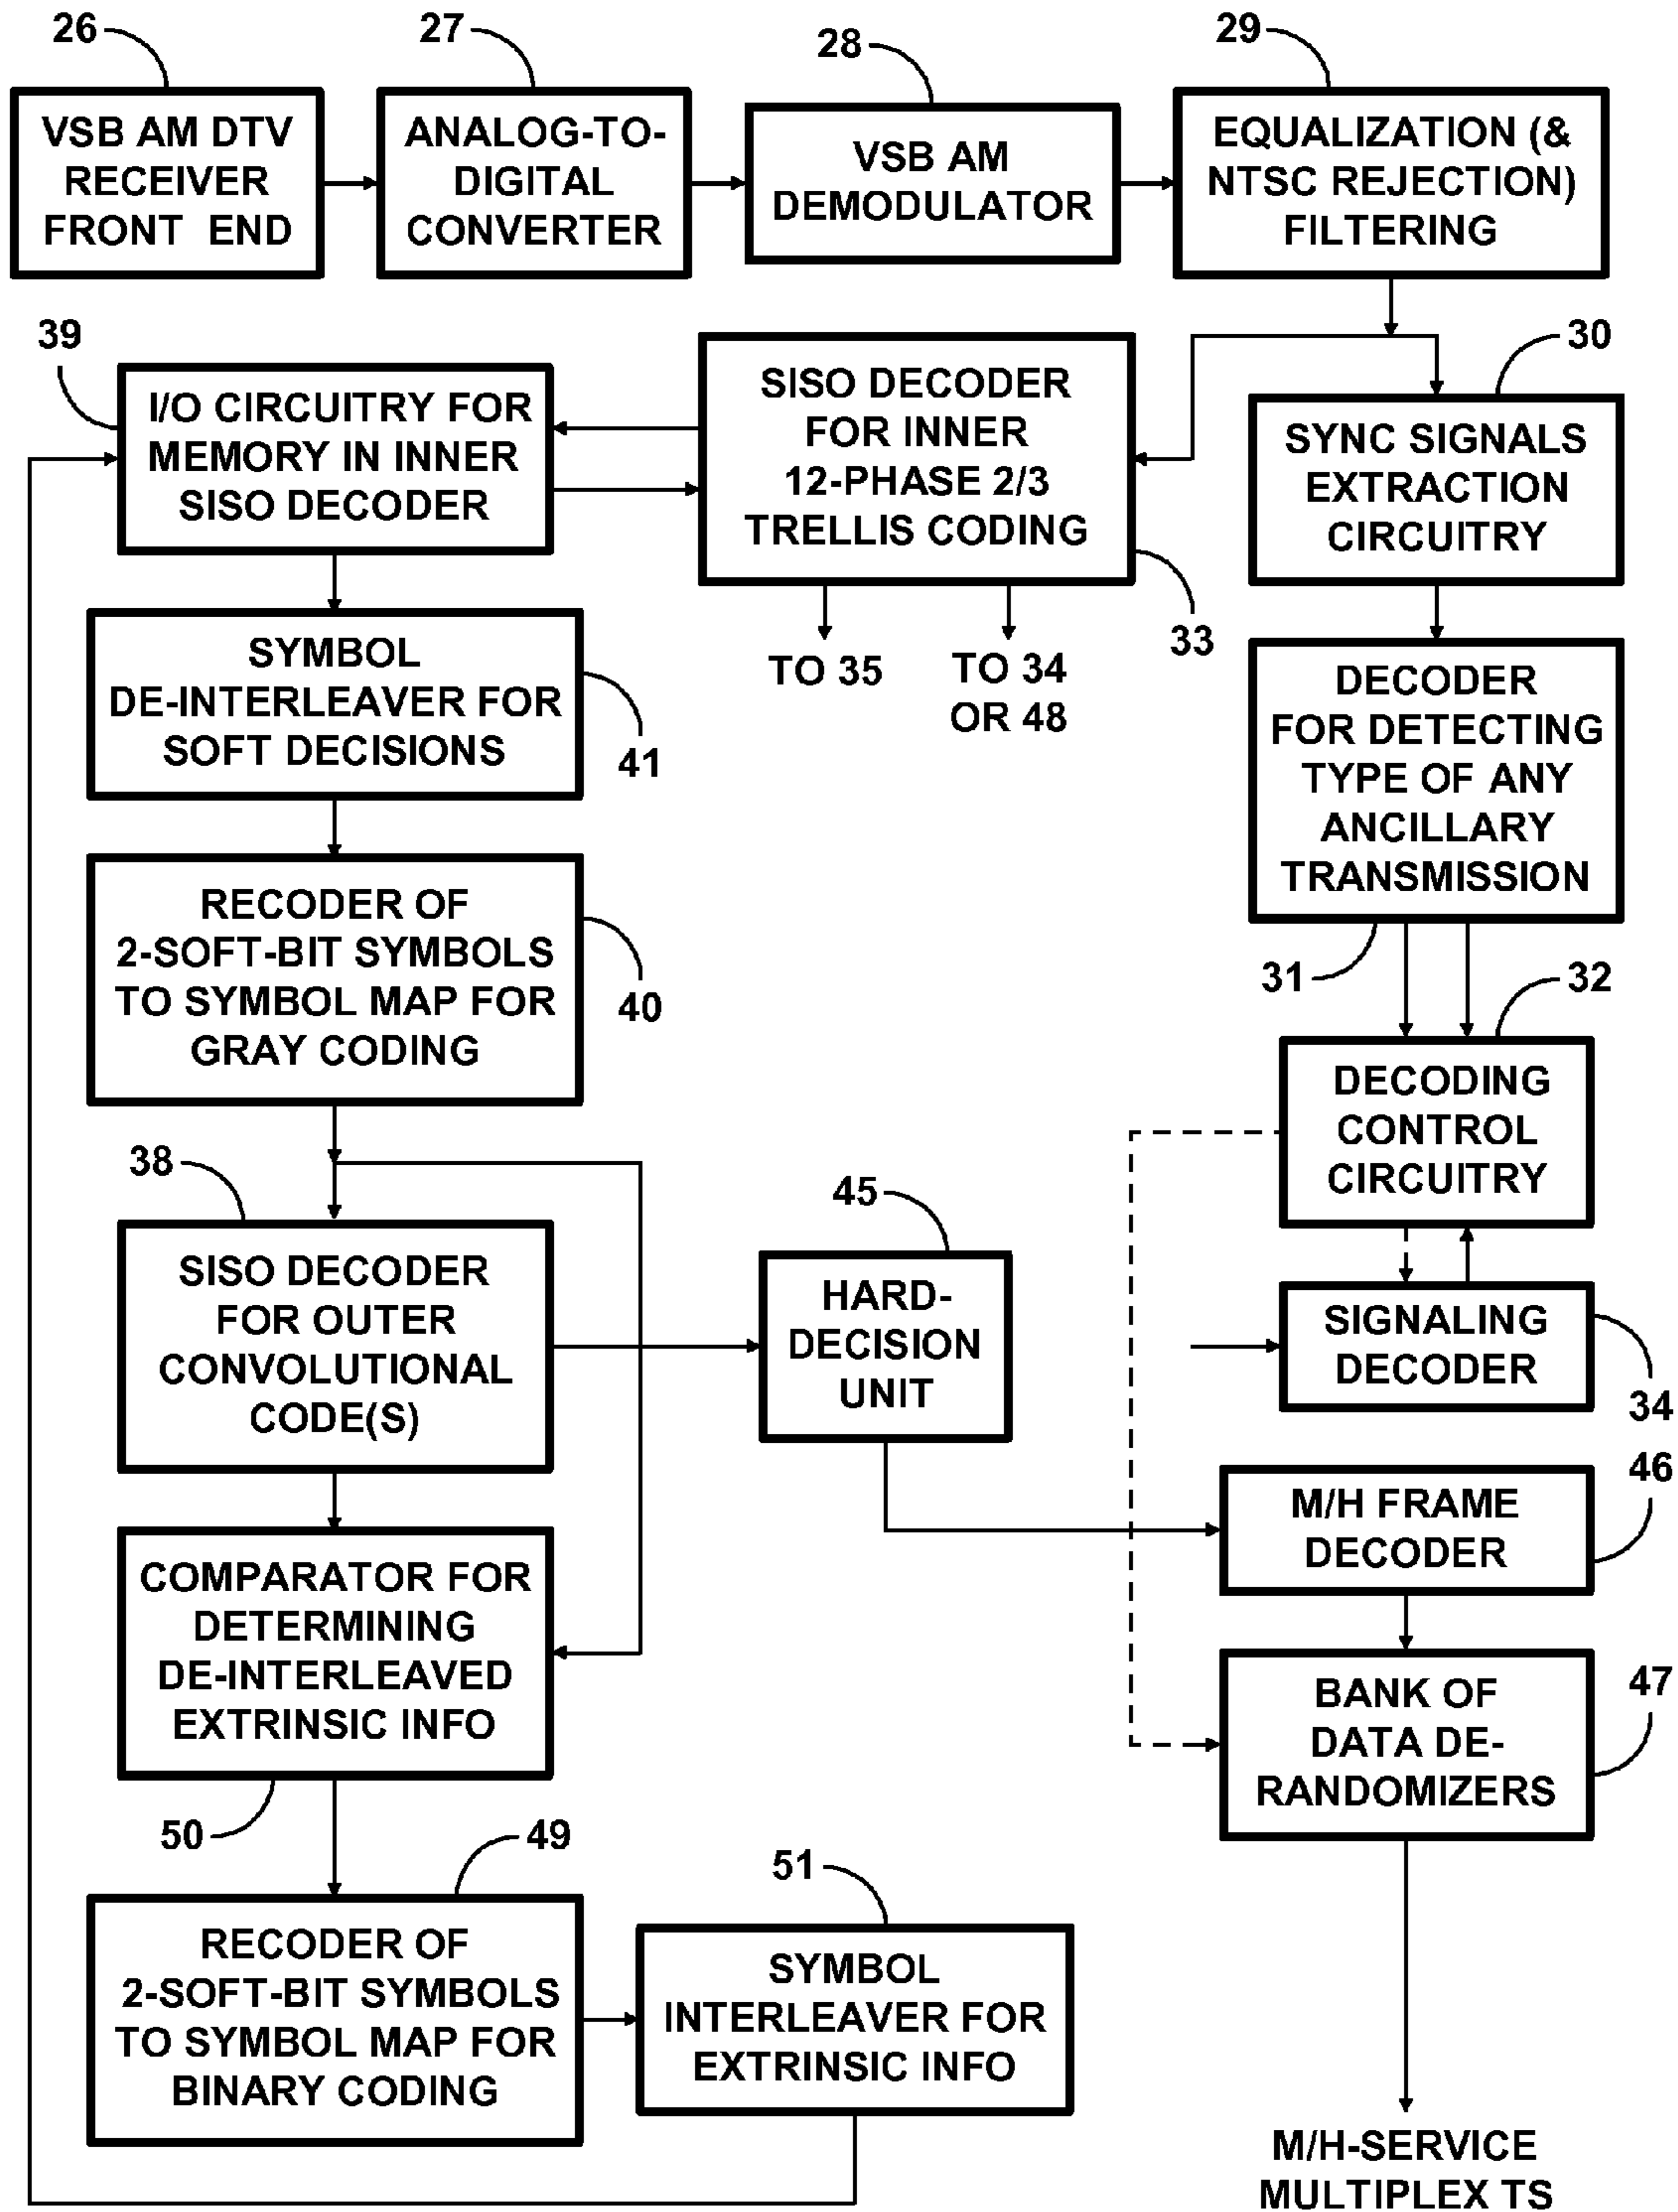 26
27
28
29
VSB AM DTV
RECEIVER
FRONT END
ANALOG-TO-
DIGITAL
CONVERTER
VSB AM
DEMODULATOR
EQUALIZATION (&
NTSC REJECTION)
FILTERING
39
I/O CIRCUITRY FOR
MEMORY IN INNER
SISO DECODER
SISO DECODER
FOR INNER
12-PHASE 2/3
TRELLIS CODING
33
TO 35
TO 34
OR 48
30
SYNC SIGNALS
EXTRACTION
CIRCUITRY
SYMBOL
DE-INTERLEAVER FOR
SOFT DECISIONS
41
DECODER
FOR DETECTING
TYPE OF ANY
ANCILLARY
TRANSMISSION
31
32
RECODER OF
2-SOFT-BIT SYMBOLS
TO SYMBOL MAP FOR
GRAY CODING
40
DECODING
CONTROL
CIRCUITRY
38
SISO DECODER
FOR OUTER
CONVOLUTIONAL
CODE(S)
45
HARD-
DECISION
UNIT
SIGNALING
DECODER
34
M/H FRAME
DECODER
46
COMPARATOR FOR
DETERMINING
DE-INTERLEAVED
EXTRINSIC INFO
50
BANK OF
DATA DE-
RANDOMIZERS
47
49
RECODER OF
2-SOFT-BIT SYMBOLS
TO SYMBOL MAP FOR
BINARY CODING
51
SYMBOL
INTERLEAVER FOR
EXTRINSIC INFO
M/H-SERVICE
MULTIPLEX TS